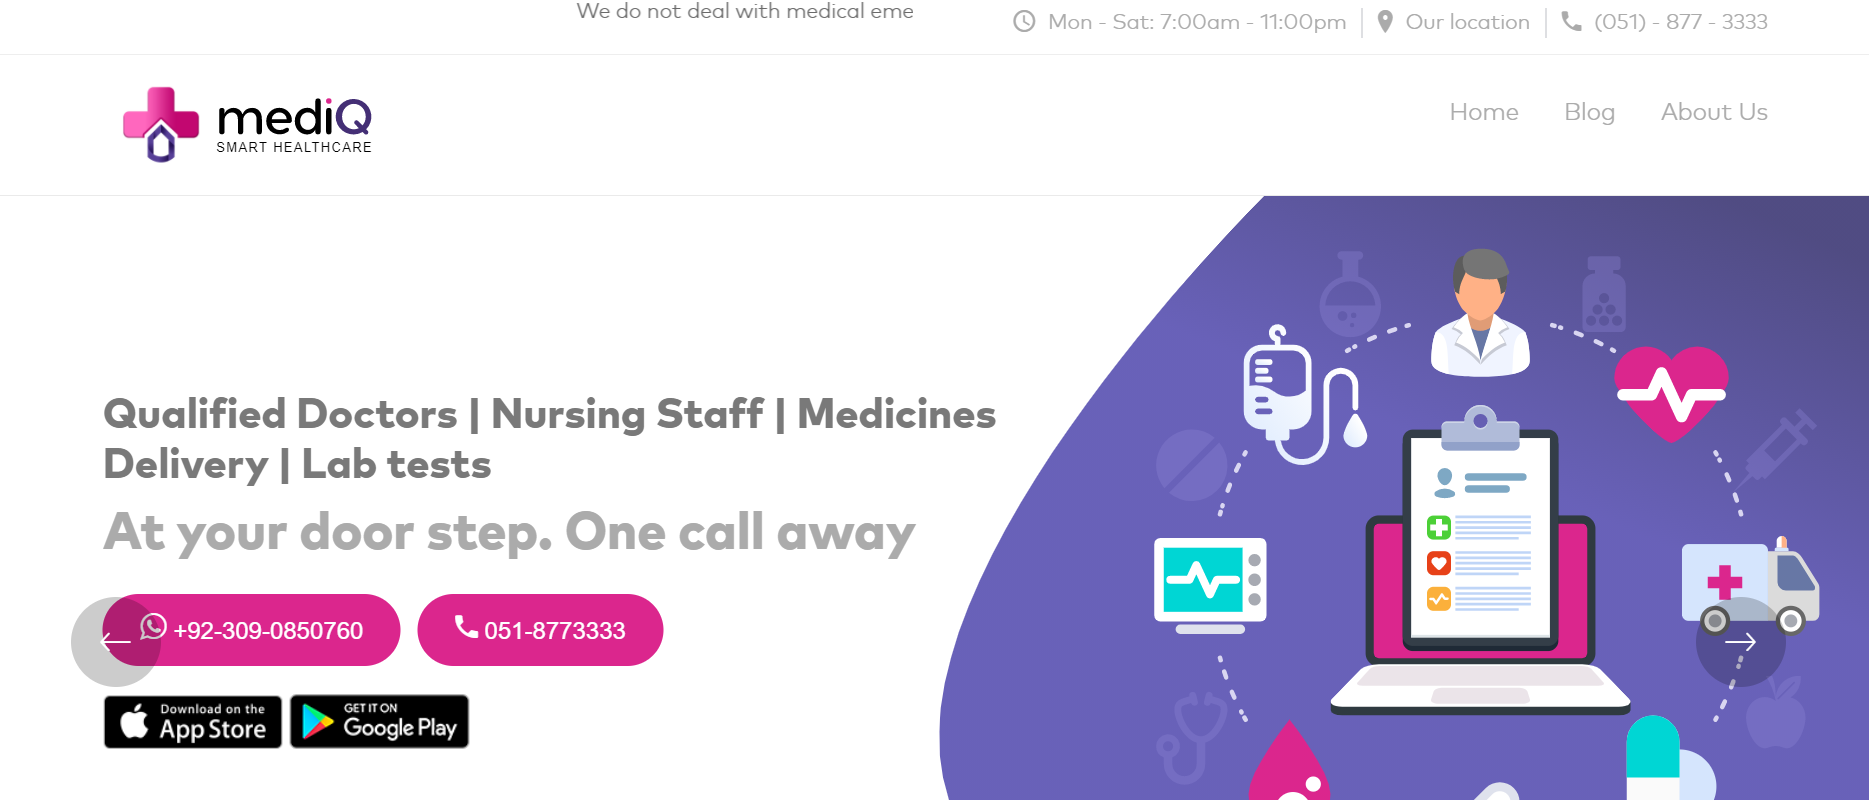 We do not deal with medical eme
Mon - Sat: 7:00am - 11:00pm
Our location
(051) - 877 - 3333
mediQ
SMART HEALTHCARE
Home
Blog
About Us
Qualified Doctors | Nursing Staff | Medicines
Delivery | Lab tests
At your door step. One call away
+92-309-0850760
051-8773333
Download on the
App Store
GET IT ON
Google Play